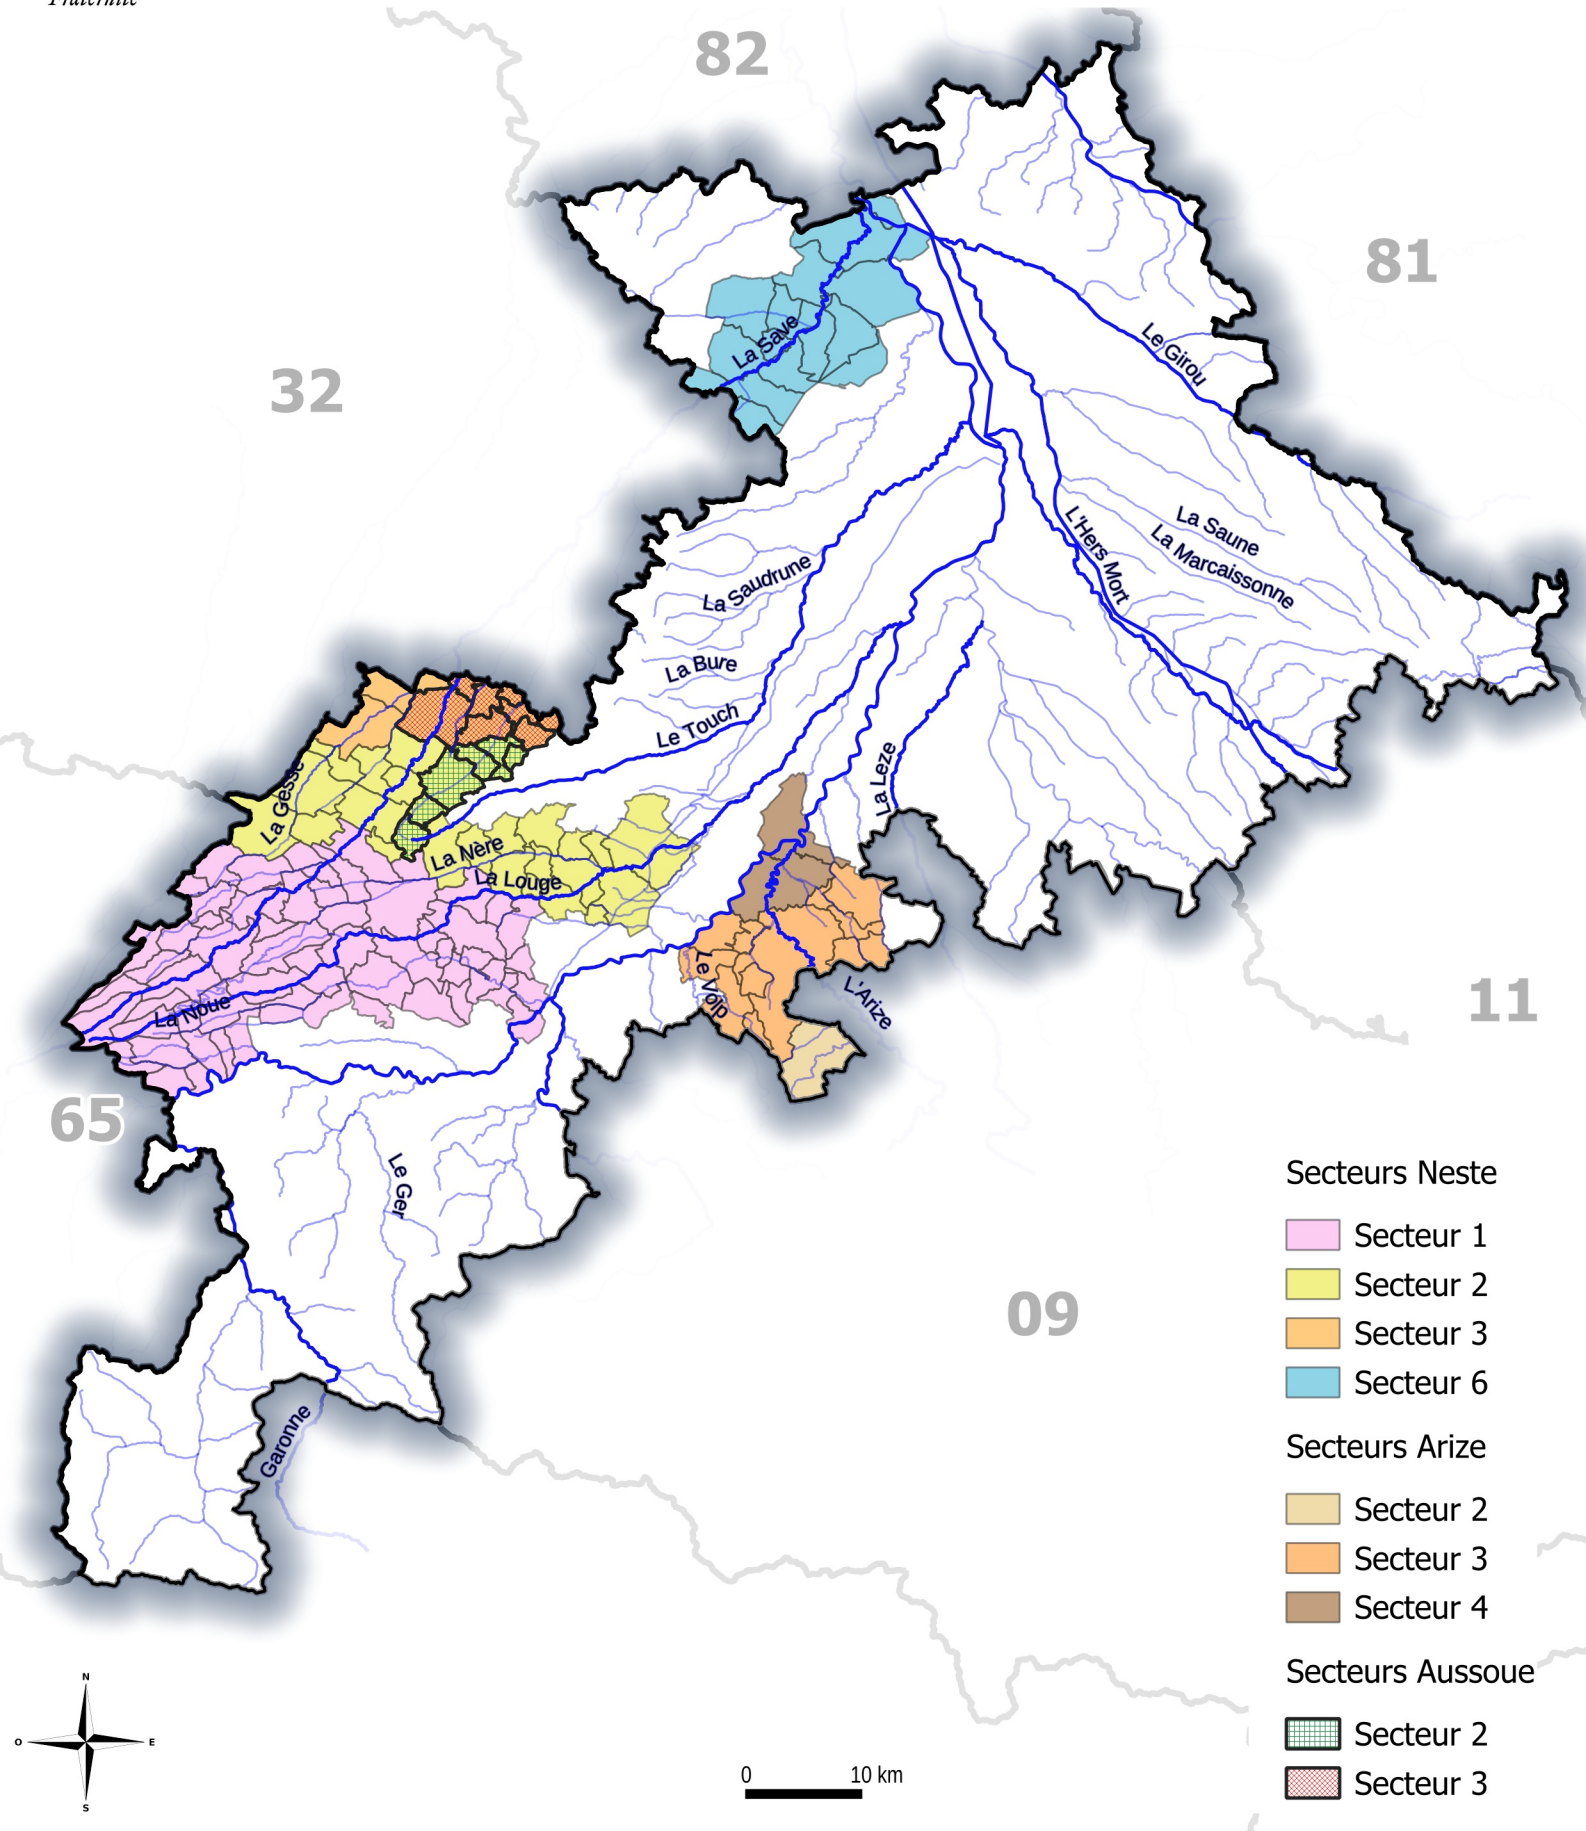 Fraternité
82
81
32
La Save
Le Girou
La Saune
La Marcaissonne
L'Hers Mort
La Saudrune
La Bure
Le Touch
La Leze
La Gesse
La Nère
La Louge
Le Volp
L'Arize
La Noue
11
65
Le Ger
09
Garonne
Secteurs Neste
Secteur 1
Secteur 2
Secteur 3
Secteur 6
Secteurs Arize
Secteur 2
Secteur 3
Secteur 4
Secteurs Aussoue
Secteur 2
Secteur 3
N
O
E
S
0 10 km